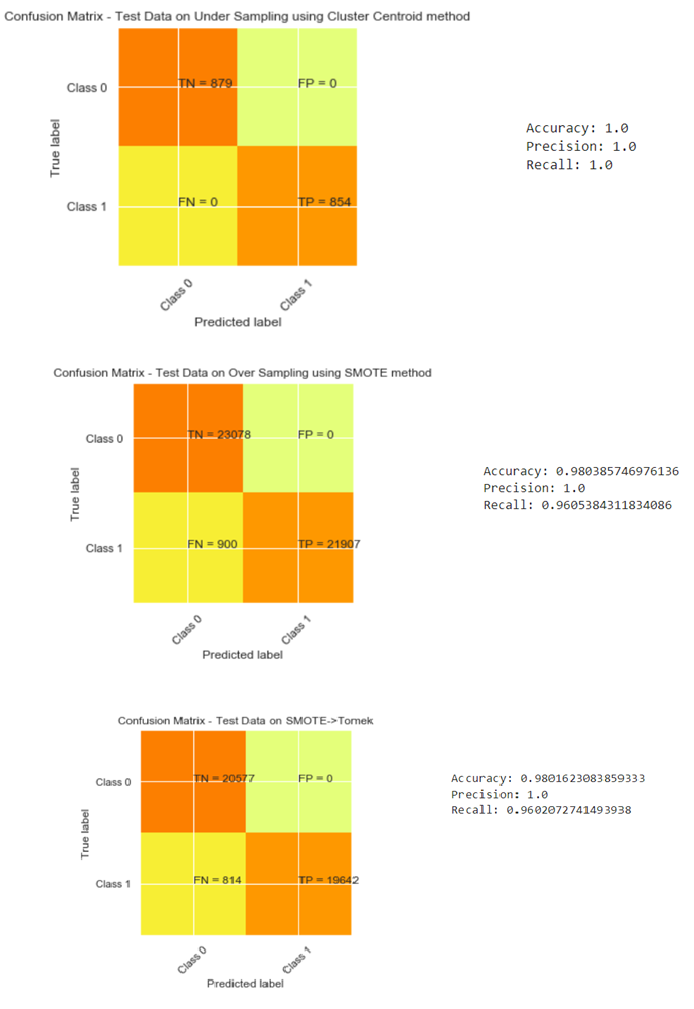 Confusion Matrix - Test Data on Under Sampling using Cluster Centroid method
Class 0
TN = 879
FP = 0
True label
Class 1
FN = 0
TP = 854
Class 0
Class 1
Predicted label
Accuracy: 1.0
Precision: 1.0
Recall: 1.0
Confusion Matrix - Test Data on Over Sampling using SMOTE method
Class 0
TN = 23078
FP = 0
True label
Class 1
FN = 900
TP = 21907
Class 0
Class 1
Predicted label
Accuracy: 0.980385746976136
Precision: 1.0
Recall: 0.9605384311834086
Confusion Matrix - Test Data on SMOTE->Tomek
Class 0
TN = 20577
FP = 0
True label
Class 1
FN = 814
TP = 19642
Class 0
Class 1
Predicted label
Accuracy: 0.9801623083859333
Precision: 1.0
Recall: 0.9602072741493938